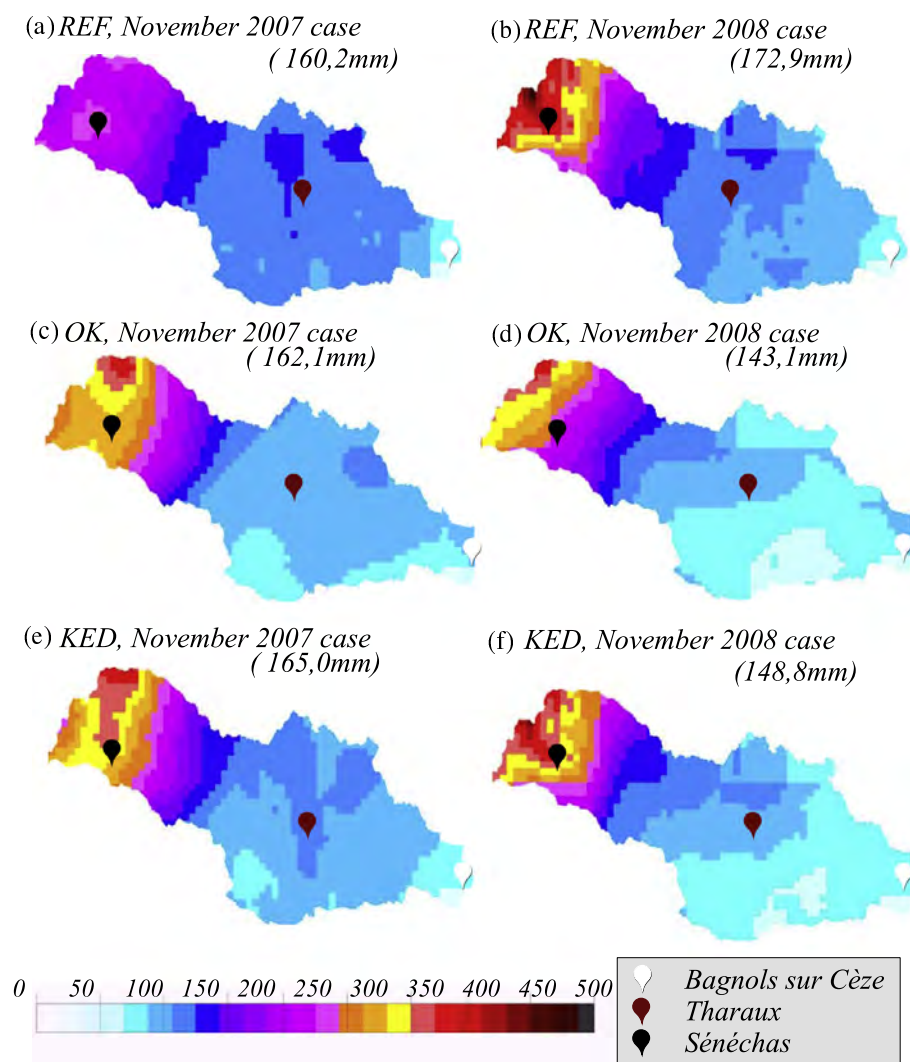 (a) REF, November 2007 case
( 160,2mm)
(b) REF, November 2008 case
(172,9mm)
(c) OK, November 2007 case
( 162,1mm)
(d) OK, November 2008 case
(143,1mm)
(e) KED, November 2007 case
( 165,0mm)
(f) KED, November 2008 case
(148,8mm)
0 50 100 150 200 250 300 350 400 450 500
Bagnols sur Cèze
Tharaux
Sénéchas